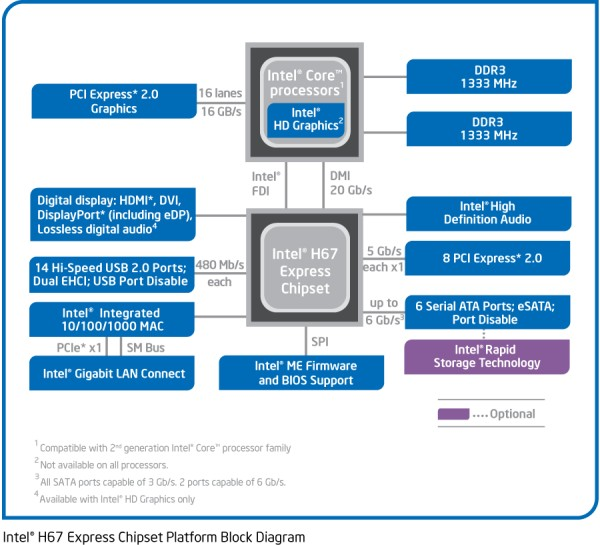 Intel® Core™
processors1
Intel®
HD Graphics2
DDR3
1333 MHz
PCI Express* 2.0
Graphics
16 lanes
16 GB/s
DDR3
1333 MHz
Intel®
FDI
DMI
20 Gb/s
Digital display: HDMI*, DVI,
DisplayPort* (including eDP),
Lossless digital audio4
Intel® High
Definition Audio
Intel® H67
Express
Chipset
14 Hi-Speed USB 2.0 Ports;
Dual EHCI; USB Port Disable
480 Mb/s
each
5 Gb/s
each x1
8 PCI Express* 2.0
Intel® Integrated
10/100/1000 MAC
up to
6 Gb/s3
6 Serial ATA Ports; eSATA;
Port Disable
PCIe* x1
SM Bus
SPI
Intel® Gigabit LAN Connect
Intel® ME Firmware
and BIOS Support
Intel® Rapid
Storage Technology
Optional
1 Compatible with 2nd generation Intel® Core™ processor family
2 Not available on all processors.
3 All SATA ports capable of 3 Gb/s. 2 ports capable of 6 Gb/s.
4 Available with Intel® HD Graphics only
Intel® H67 Express Chipset Platform Block Diagram